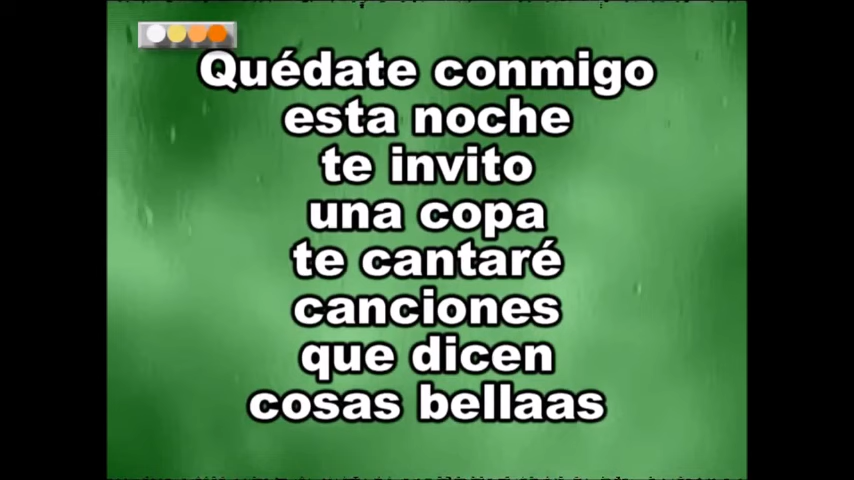 Quédate conmigo
esta noche
te invito
una copa
te cantaré
canciones
que dicen
cosas bellaas